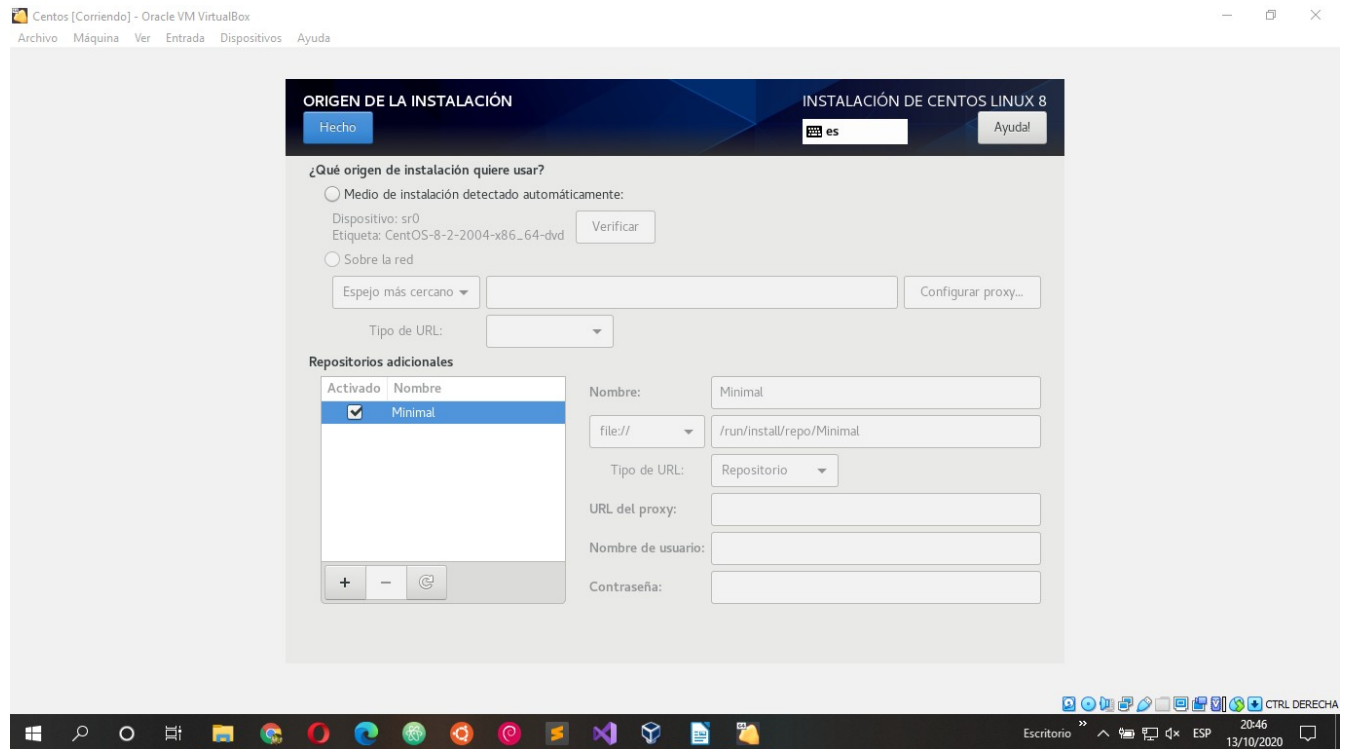 Centos [Corriendo] - Oracle VM VirtualBox
Archivo Máquina Ver Entrada Dispositivos Ayuda
ORIGEN DE LA INSTALACIÓN
INSTALACIÓN DE CENTOS LINUX 8
Hecho
es
Ayuda!
¿Qué origen de instalación quiere usar?
Medio de instalación detectado automáticamente:
Dispositivo: sr0
Etiqueta: CentOS-8-2-2004-x86_64-dvd
Verificar
Sobre la red
Espejo más cercano
Configurar proxy...
Tipo de URL:
Repositorios adicionales
Activado Nombre
Minimal
Nombre: Minimal
file:// /run/install/repo/Minimal
Tipo de URL: Repositorio
URL del proxy:
Nombre de usuario:
Contraseña:
CTRL DERECHA
Escritorio
ESP
20:46
13/10/2020